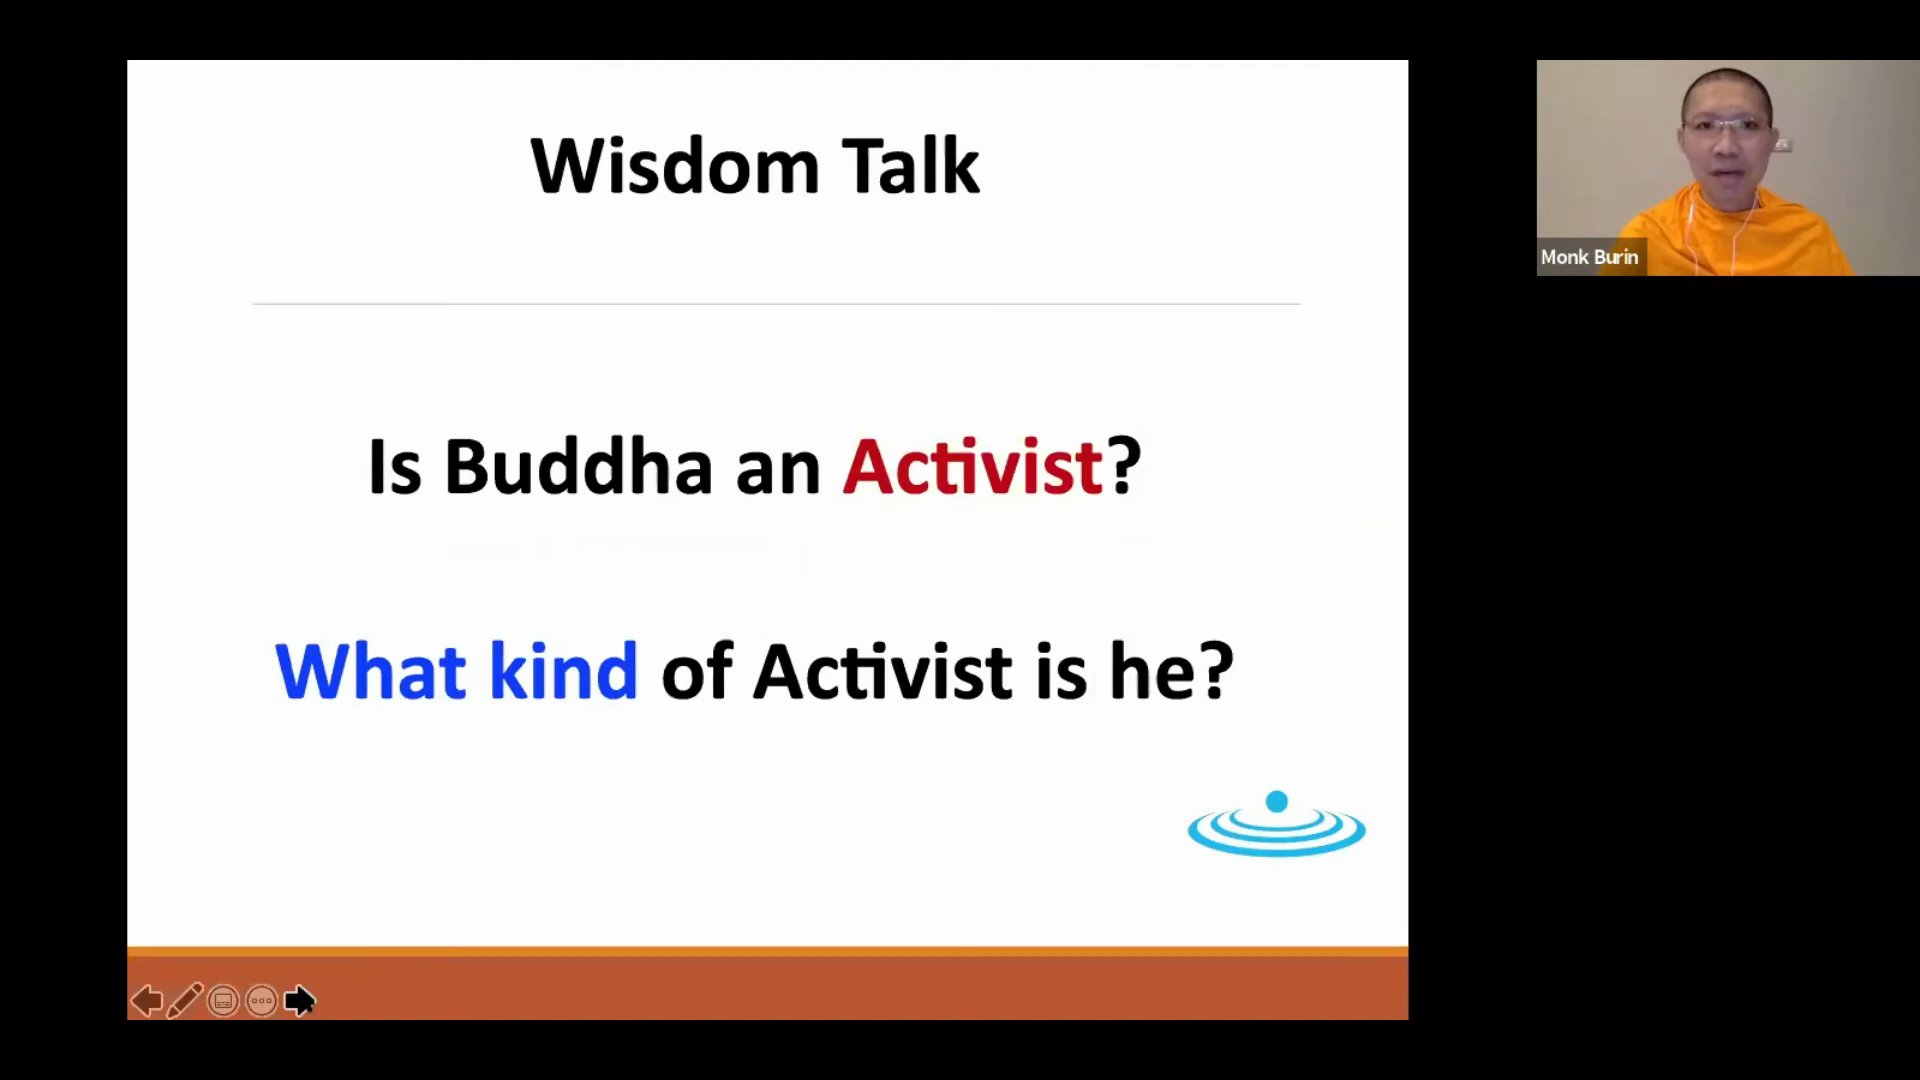 Wisdom Talk
Is Buddha an Activist?
What kind of Activist is he?
Monk Burin